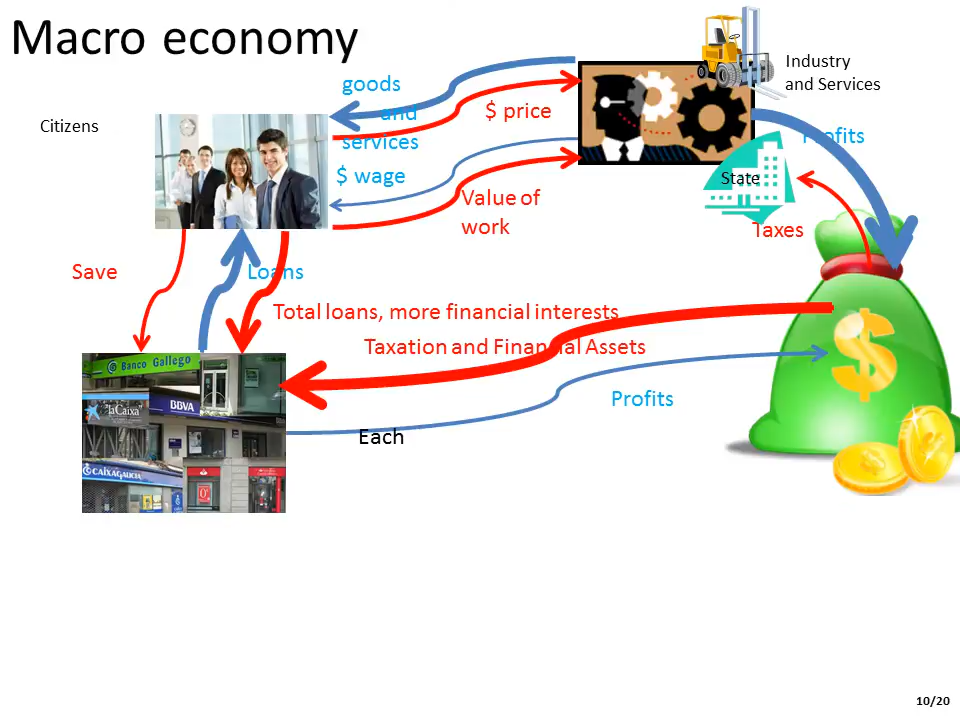 Macro economy
Industry
and Services
goods
and
services
$ price
Citizens
Profits
$ wage
State
Value of
work
Taxes
Save
Loans
Total loans, more financial interests
Taxation and Financial Assets
Banco Gallego
"laCaixa"
BBVA
Profits
Each
CAIXAGALICIA
10/20